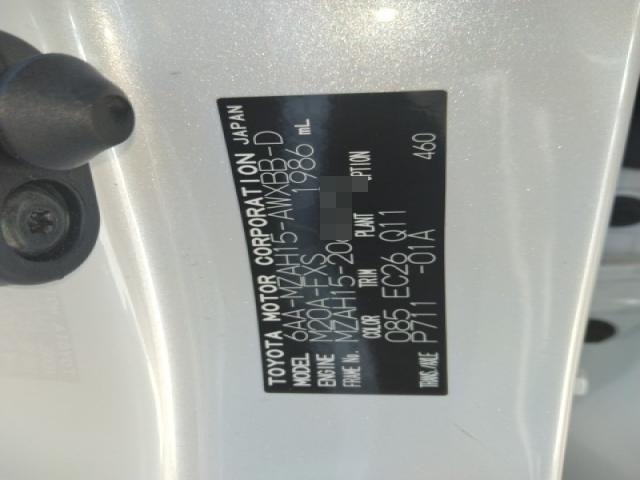 TOYOTA MOTOR CORPORATION JAPAN
MODEL 6AA-MZAH15-AWXBB-D
ENGINE M20A-FXS 1986 mL
FRAME No. MZAH15-20
COLOR TRIM PLANT
Q85 EC26 Q11
TRANS./AXLE P711 -01A 460